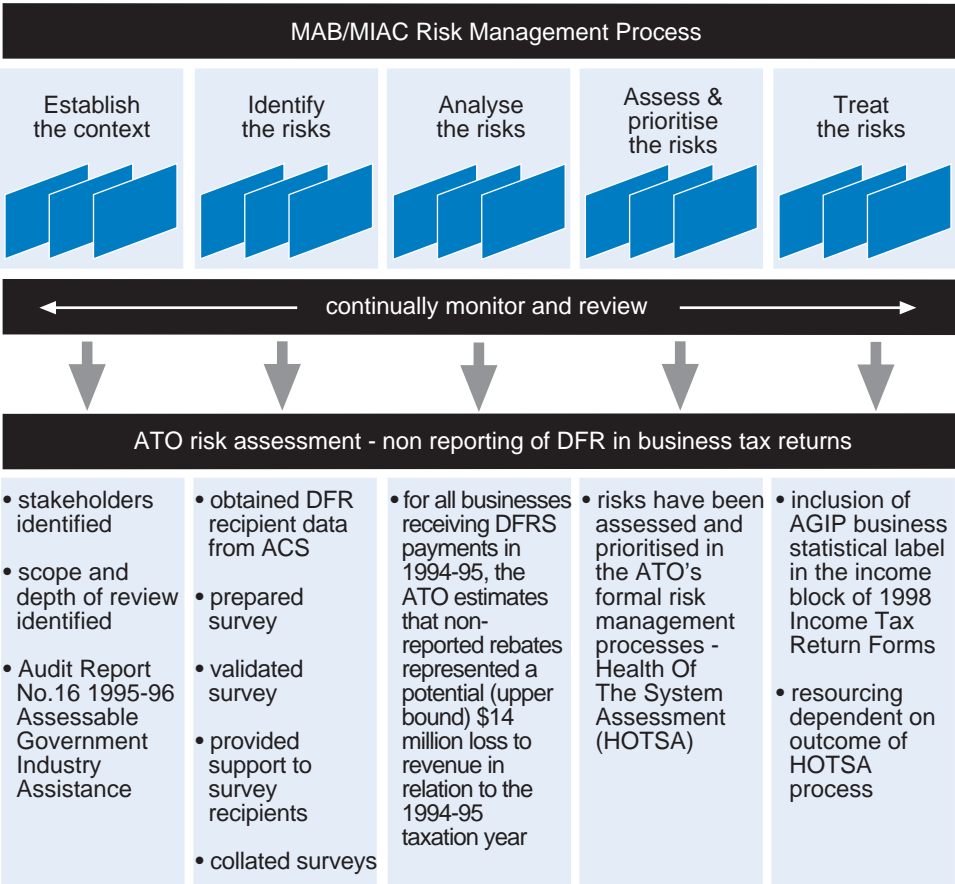 MAB/MIAC Risk Management Process
Establish
the context
Identify
the risks
Analyse
the risks
Assess &
prioritise
the risks
Treat
the risks
continually monitor and review
ATO risk assessment - non reporting of DFR in business tax returns
• stakeholders
identified
• scope and
depth of review
identified
• Audit Report
No.16 1995-96
Assessable
Government
Industry
Assistance
• obtained DFR
recipient data
from ACS
• prepared
survey
• validated
survey
• provided
support to
survey
recipients
• collated surveys
• for all businesses
receiving DFRS
payments in
1994-95, the
ATO estimates
that non-
reported rebates
represented a
potential (upper
bound) $14
million loss to
revenue in
relation to the
1994-95
taxation year
• risks have been
assessed and
prioritised in
the ATO's
formal risk
management
processes -
Health Of
The System
Assessment
(HOTSA)
• inclusion of
AGIP business
statistical label
in the income
block of 1998
Income Tax
Return Forms
• resourcing
dependent on
outcome of
HOTSA
process